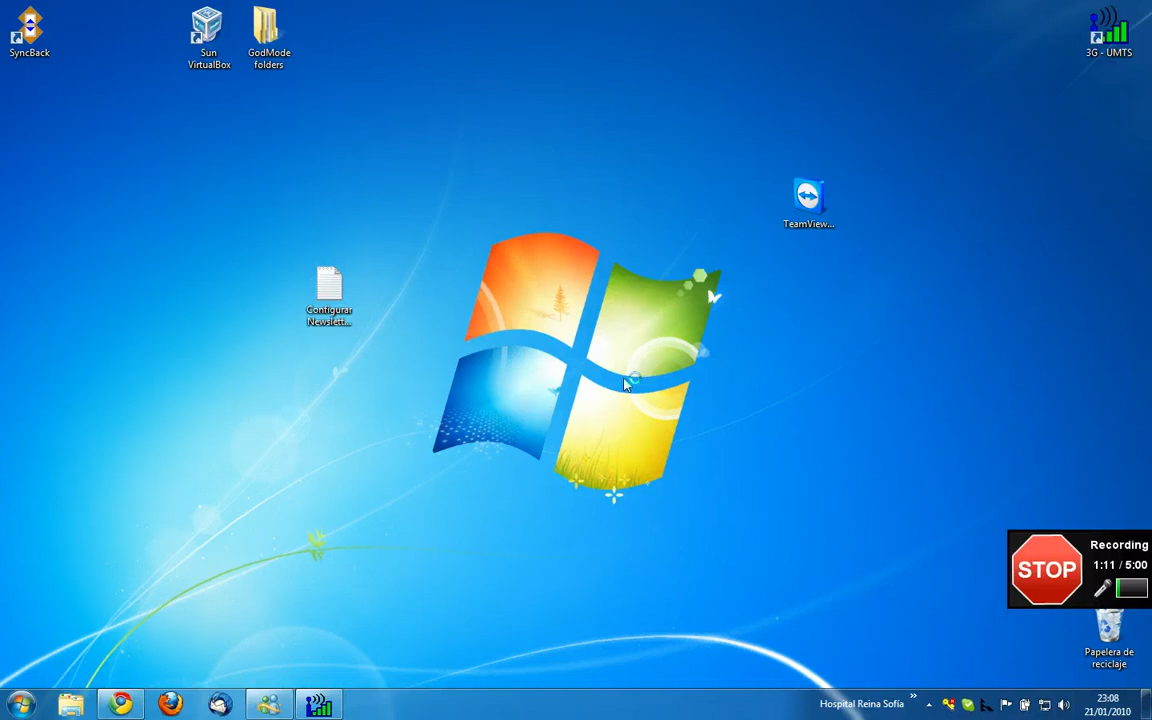 SyncBack
Sun
VirtualBox
GodMode
folders
3G - UMTS
TeamView...
Configurar
Newslett...
Recording
STOP
1:11 / 5:00
Papelera de
reciclaje
Hospital Reina Sofía
»
23:08
21/01/2010